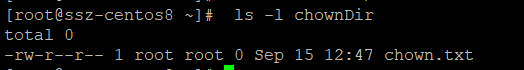 [root@ssz-centos8 ~]#  ls -l chownDir
total 0
-rw-r--r-- 1 root root 0 Sep 15 12:47 chown.txt